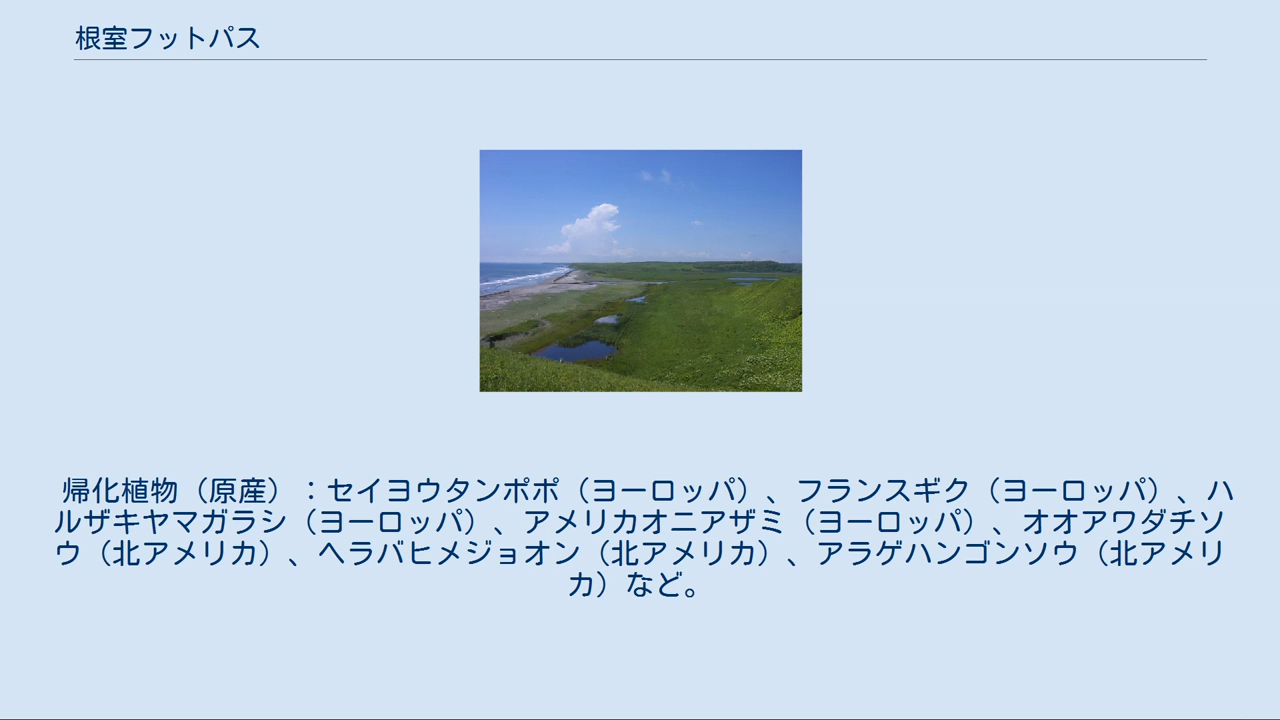 根室フットパス
帰化植物（原産）：セイヨウタンポポ（ヨーロッパ）、フランスギク（ヨーロッパ）、ハ
ルザキヤマガラシ（ヨーロッパ）、アメリカオニアザミ（ヨーロッパ）、オオアワダチソ
ウ（北アメリカ）、ヘラバヒメジョオン（北アメリカ）、アラゲハンゴンソウ（北アメリ
カ）など。